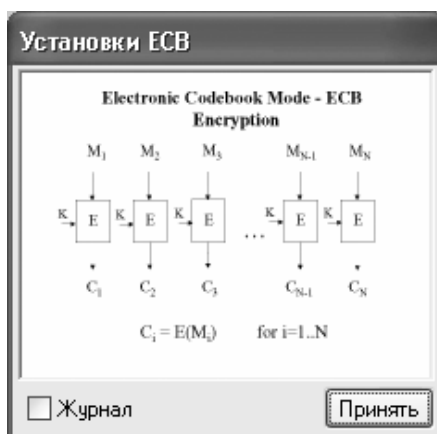 Установки ECB
Electronic Codebook Mode - ECB
Encryption
M1 M2 M3 MN-1 MN
K E K E K E ... K E K E
C1 C2 C3 CN-1 CN
Ci = E(Mi) for i=1..N
Журнал Принять